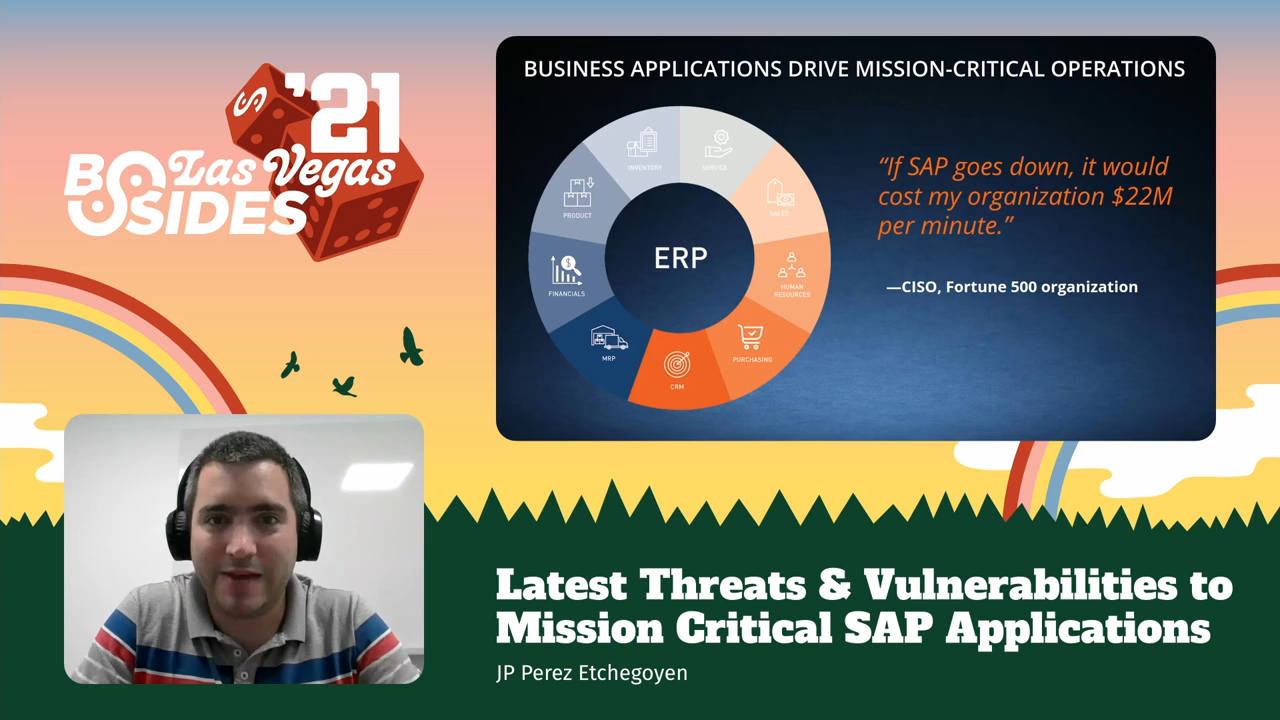 '21
BSIDES Las Vegas
BUSINESS APPLICATIONS DRIVE MISSION-CRITICAL OPERATIONS
INVENTORY
SERVICE
PRODUCT
SALES
FINANCIALS
ERP
HUMAN
RESOURCES
MRP
PURCHASING
CRM
“If SAP goes down, it would
cost my organization $22M
per minute.”
—CISO, Fortune 500 organization
Latest Threats & Vulnerabilities to
Mission Critical SAP Applications
JP Perez Etchegoyen